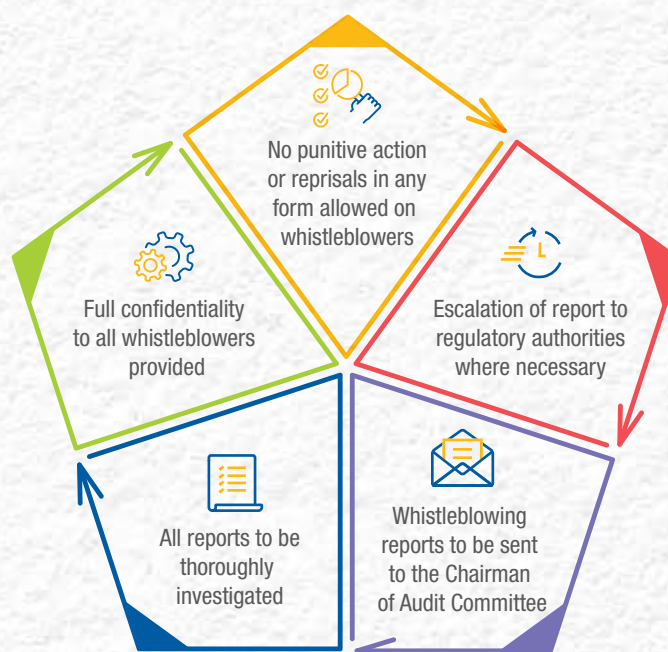 No punitive action
or reprisals in any
form allowed on
whistleblowers
Escalation of report to
regulatory authorities
where necessary
Whistleblowing
reports to be sent
to the Chairman
of Audit Committee
All reports to be
thoroughly
investigated
Full confidentiality
to all whistleblowers
provided